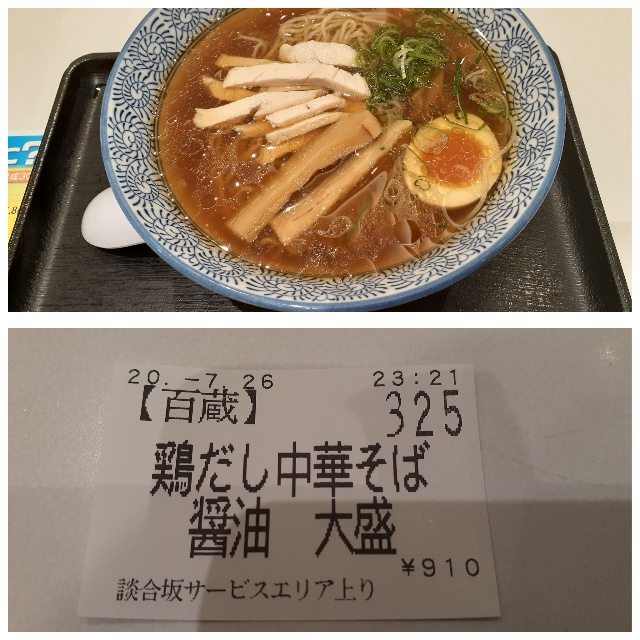 20.-7.26 23:21
【百蔵】 325
鶏だし中華そば
醤油 大盛
¥910
談合坂サービスエリア上り